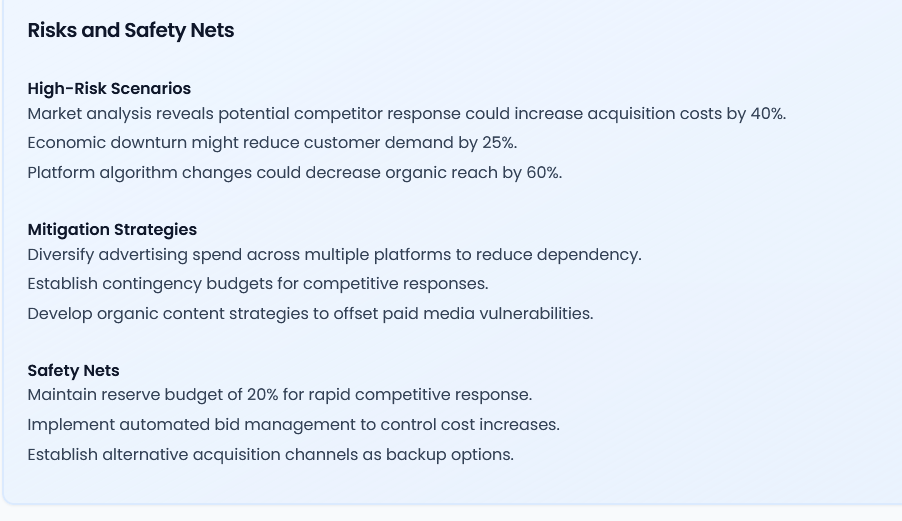 Risks and Safety Nets
High-Risk Scenarios
Market analysis reveals potential competitor response could increase acquisition costs by 40%.
Economic downturn might reduce customer demand by 25%.
Platform algorithm changes could decrease organic reach by 60%.
Mitigation Strategies
Diversify advertising spend across multiple platforms to reduce dependency.
Establish contingency budgets for competitive responses.
Develop organic content strategies to offset paid media vulnerabilities.
Safety Nets
Maintain reserve budget of 20% for rapid competitive response.
Implement automated bid management to control cost increases.
Establish alternative acquisition channels as backup options.